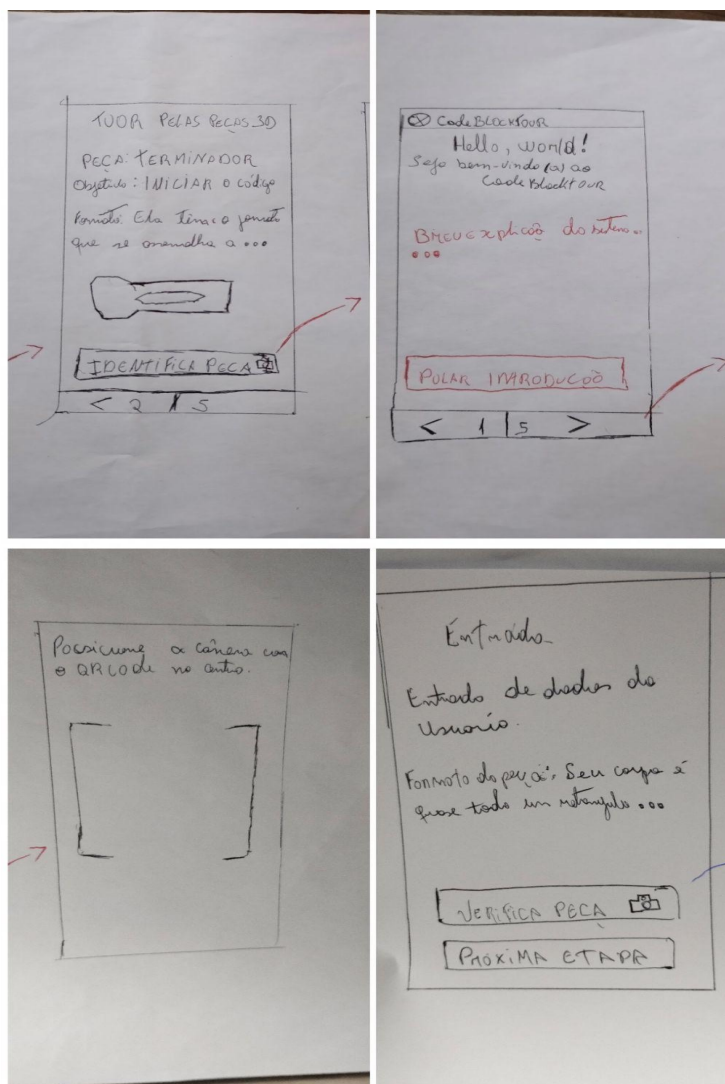 TUOR PELAS PEÇAS 3D
PEÇA: TERMINADOR
Objetivo: INICIAR o código
Formato: Ela tem o formato
que se assemelha a ...
IDENTIFICA PEÇA
< 2 / 5
CodeBLOCKTOUR
Hello, world!
Seja bem-vindo(a) ao
CodeBlockTOUR
Breve explicação do sistema...
...
PULAR INTRODUÇÃO
< 1 | 5 >
Possicione a câmera com
o QRCODE no centro.
Entrada
Entrada de dados do
Usuário.
Formato da peça: Seu corpo é
quase todo um retangulo ...
VERIFICA PEÇA
PRÓXIMA ETAPA